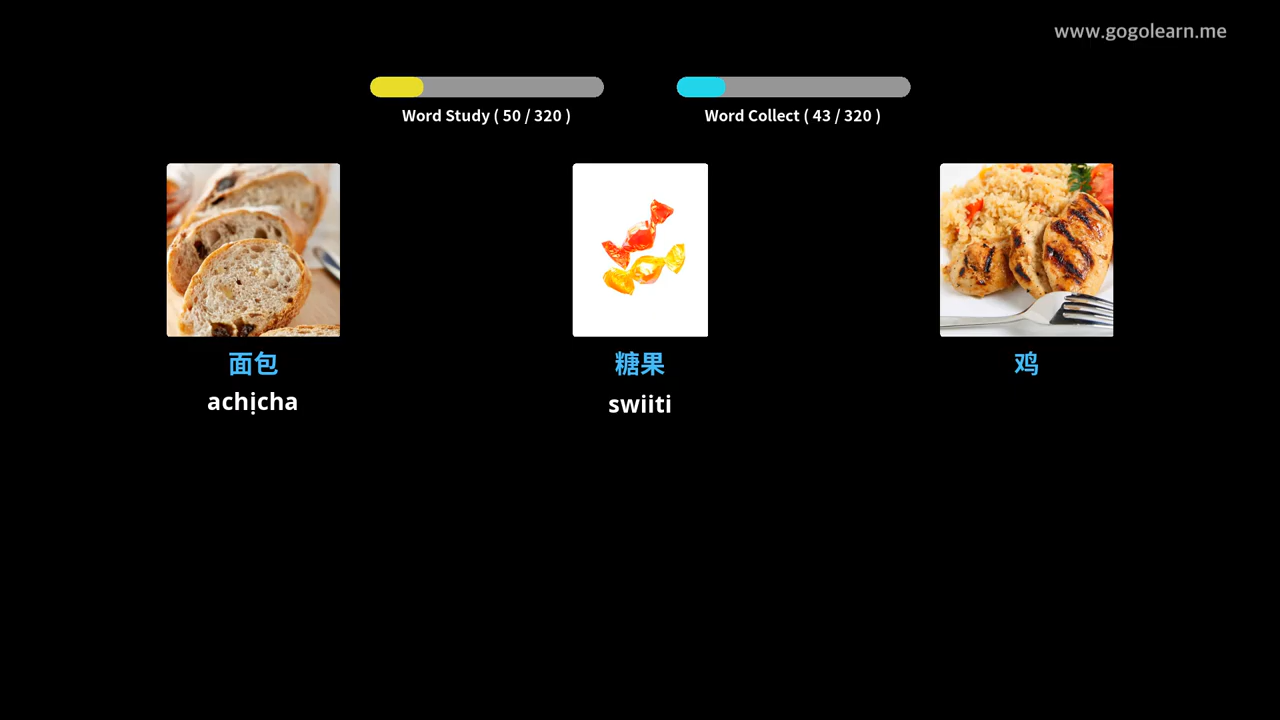 www.gogolearn.me
Word Study ( 50 / 320 )
Word Collect ( 43 / 320 )
面包
糖果
鸡
achịcha
swiiti